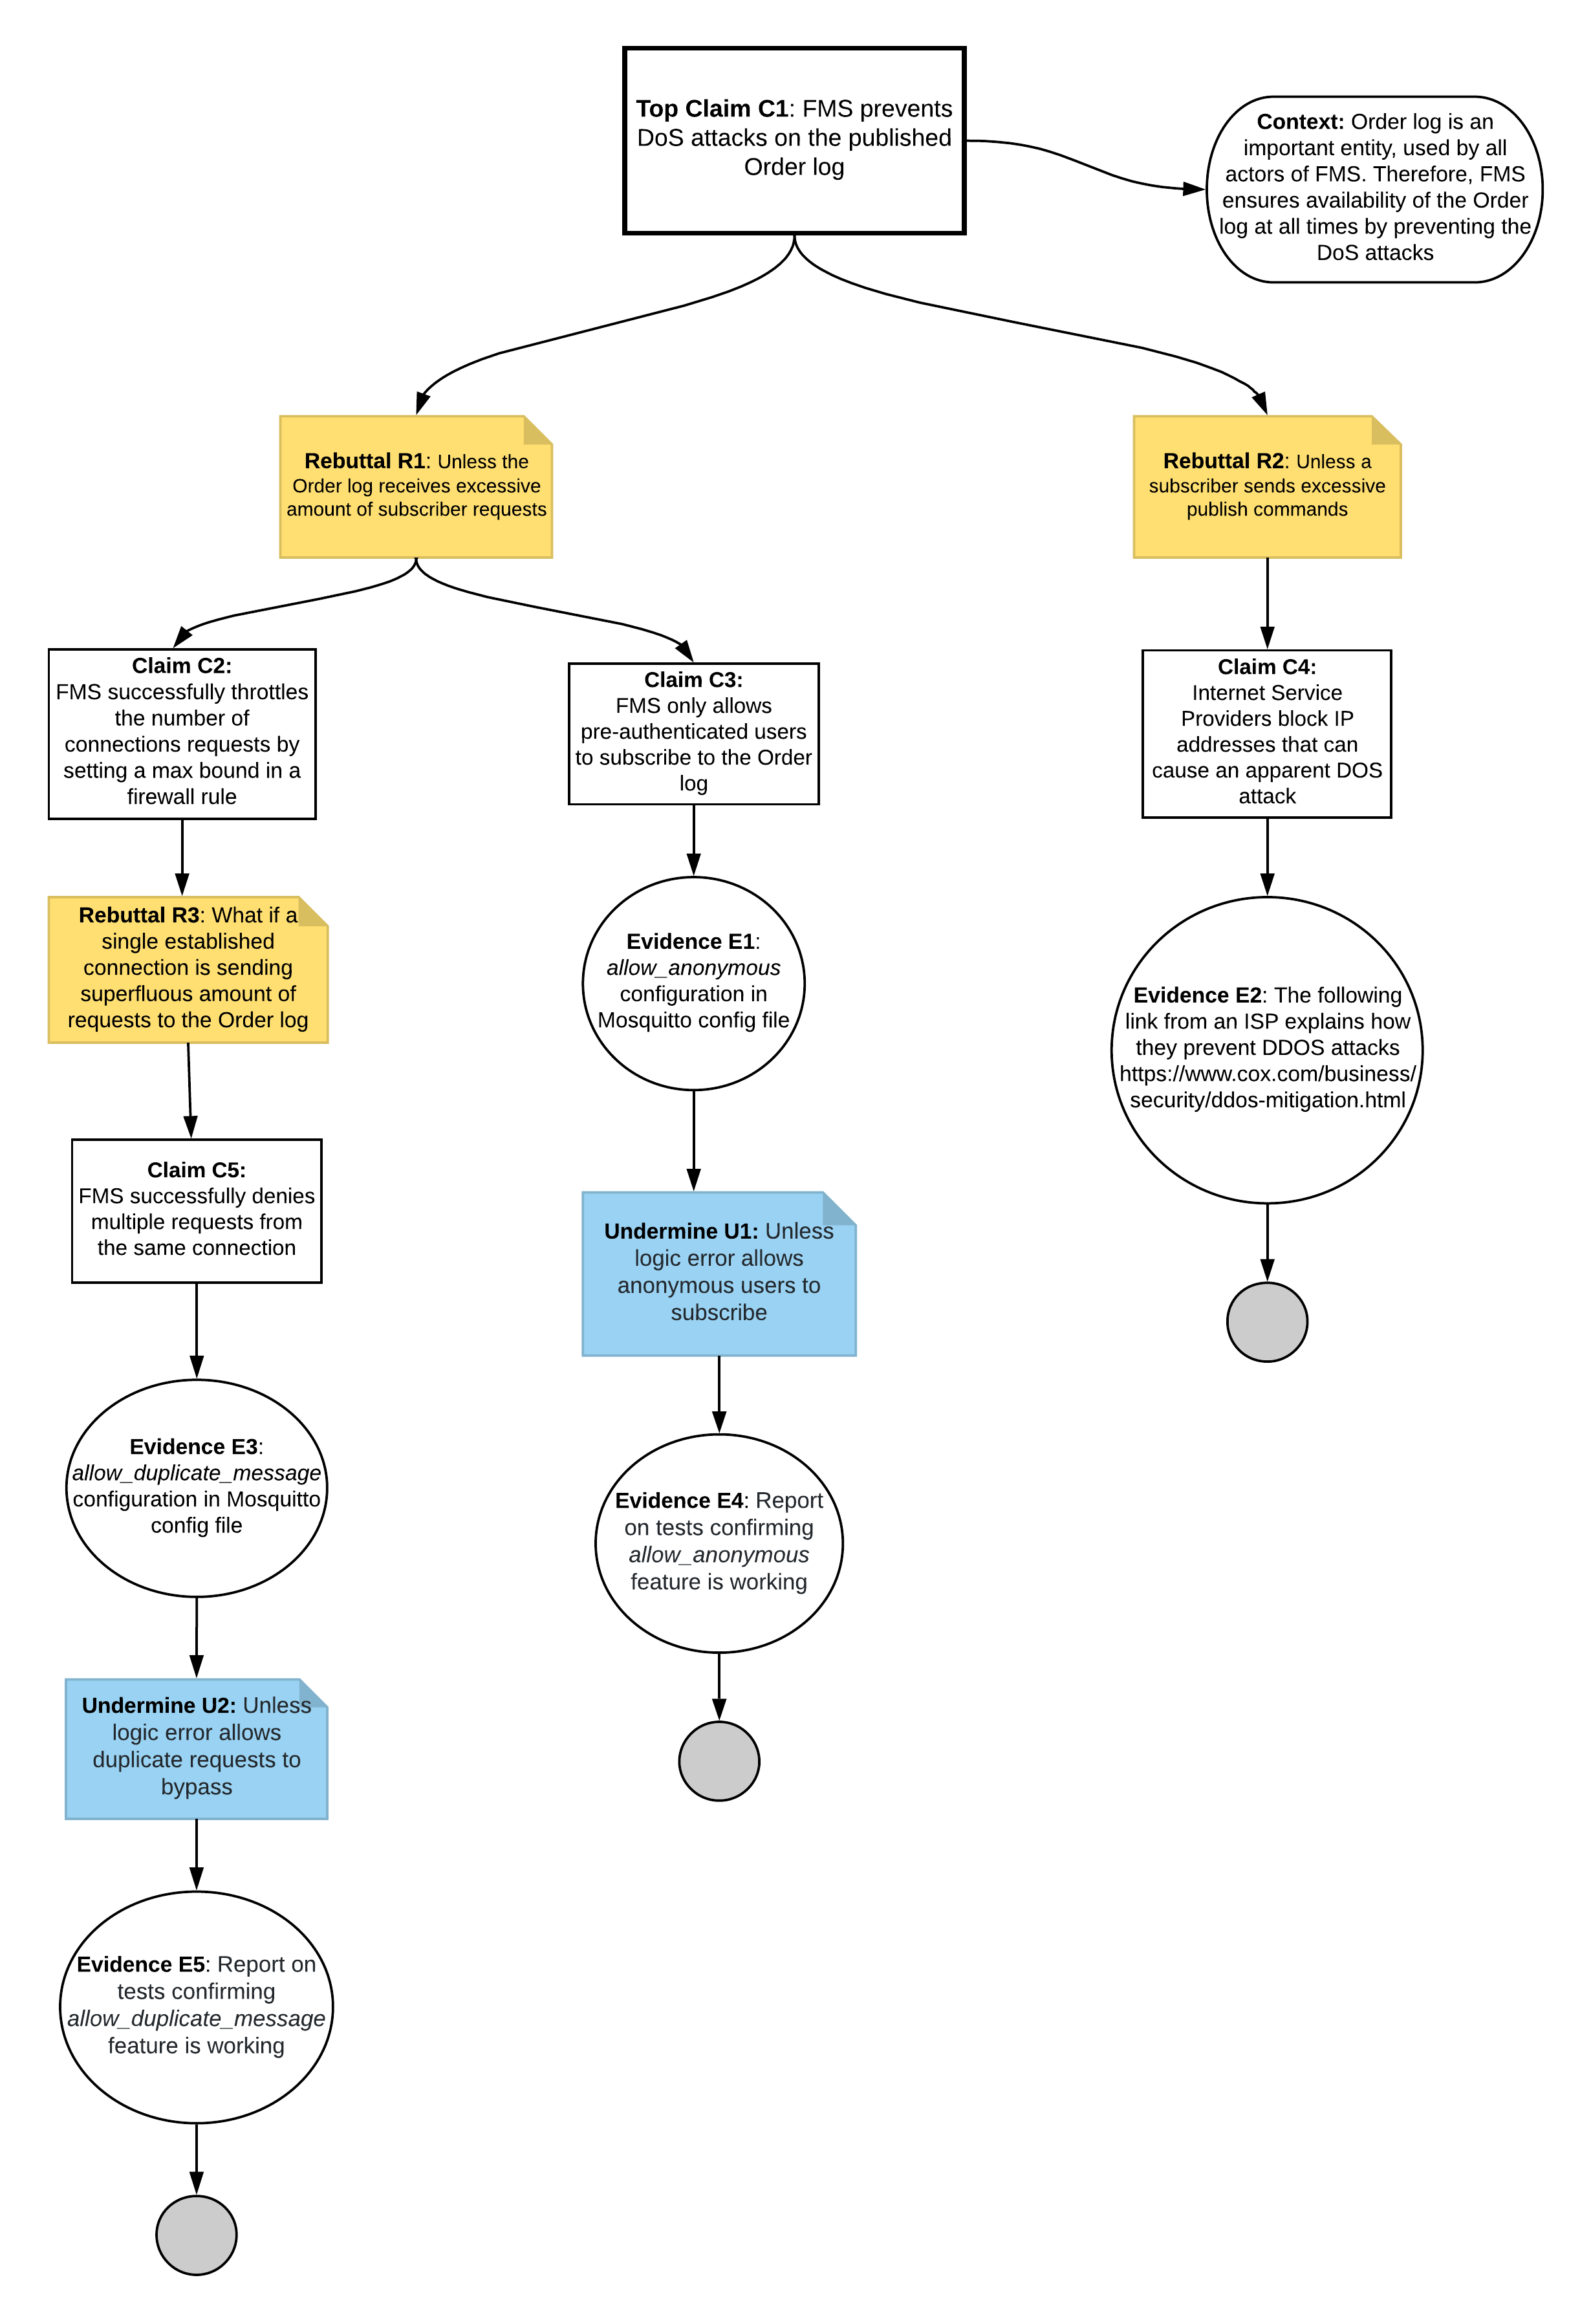 Top Claim C1: FMS prevents
DoS attacks on the published
Order log
Context: Order log is an
important entity, used by all
actors of FMS. Therefore, FMS
ensures availability of the Order
log at all times by preventing the
DoS attacks
Rebuttal R1: Unless the
Order log receives excessive
amount of subscriber requests
Rebuttal R2: Unless a
subscriber sends excessive
publish commands
Claim C2:
FMS successfully throttles
the number of
connections requests by
setting a max bound in a
firewall rule
Claim C3:
FMS only allows
pre-authenticated users
to subscribe to the Order
log
Claim C4:
Internet Service
Providers block IP
addresses that can
cause an apparent DOS
attack
Rebuttal R3: What if a
single established
connection is sending
superfluous amount of
requests to the Order log
Evidence E1:
allow_anonymous
configuration in
Mosquitto config file
Evidence E2: The following
link from an ISP explains how
they prevent DDOS attacks
https://www.cox.com/business/
security/ddos-mitigation.html
Claim C5:
FMS successfully denies
multiple requests from
the same connection
Undermine U1: Unless
logic error allows
anonymous users to
subscribe
Evidence E3:
allow_duplicate_message
configuration in Mosquitto
config file
Evidence E4: Report
on tests confirming
allow_anonymous
feature is working
Undermine U2: Unless
logic error allows
duplicate requests to
bypass
Evidence E5: Report on
tests confirming
allow_duplicate_message
feature is working